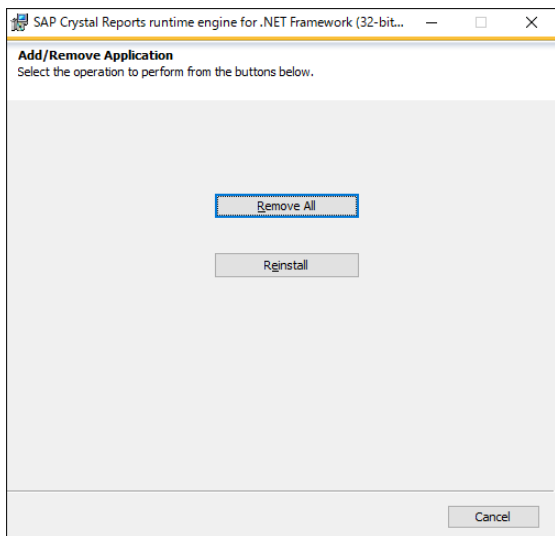 SAP Crystal Reports runtime engine for .NET Framework (32-bit...
Add/Remove Application
Select the operation to perform from the buttons below.
Remove All
Reinstall
Cancel